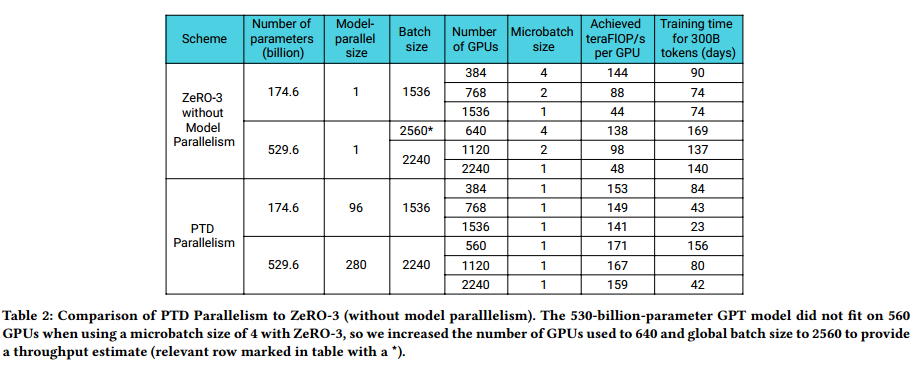 Scheme Number of parameters (billion) Model-parallel size Batch size Number of GPUs Microbatch size Achieved teraFlOP/s per GPU Training time for 300B tokens (days)
ZeRO-3 without Model Parallelism 174.6 1 1536 384 4 144 90
768 2 88 74
1536 1 44 74
529.6 1 2560* 640 4 138 169
2240 1120 2 98 137
2240 1 48 140
PTD Parallelism 174.6 96 1536 384 1 153 84
768 1 149 43
1536 1 141 23
529.6 280 2240 560 1 171 156
1120 1 167 80
2240 1 159 42
Table 2: Comparison of PTD Parallelism to ZeRO-3 (without model paralllelism). The 530-billion-parameter GPT model did not fit on 560
GPUs when using a microbatch size of 4 with ZeRO-3, so we increased the number of GPUs used to 640 and global batch size to 2560 to provide
a throughput estimate (relevant row marked in table with a *).